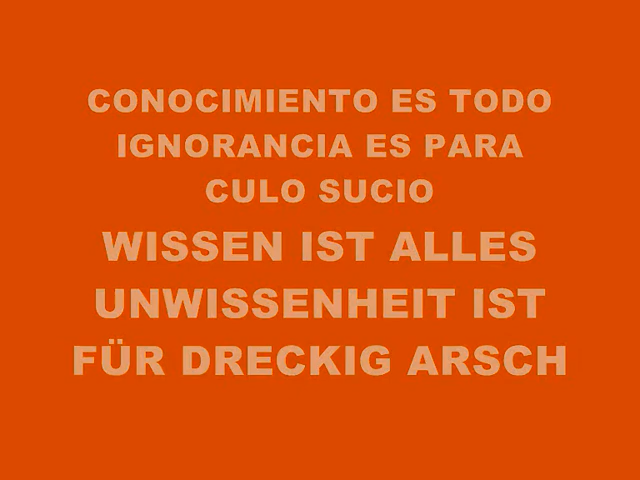 CONOCIMIENTO ES TODO
IGNORANCIA ES PARA
CULO SUCIO
WISSEN IST ALLES
UNWISSENHEIT IST
FÜR DRECKIG ARSCH